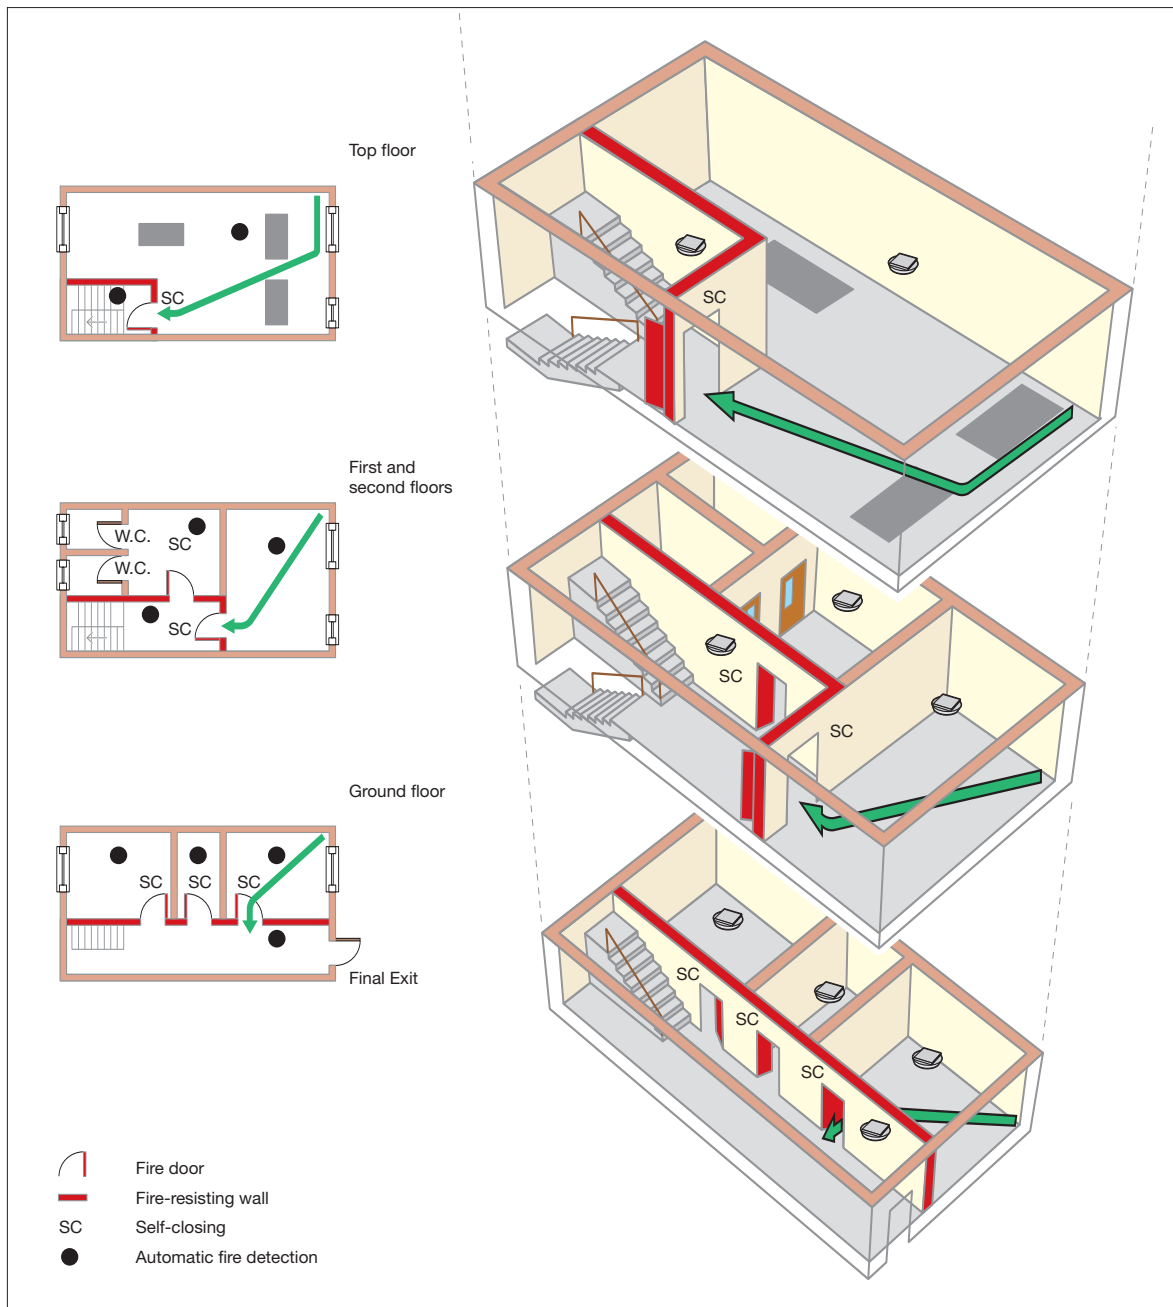 Top floor
SC
SC
First and
second floors
W.C.
SC
W.C.
SC
SC
SC
Ground floor
SC
SC
SC
Final Exit
SC
SC
SC
Fire door
Fire-resisting wall
SC
Self-closing
Automatic fire detection